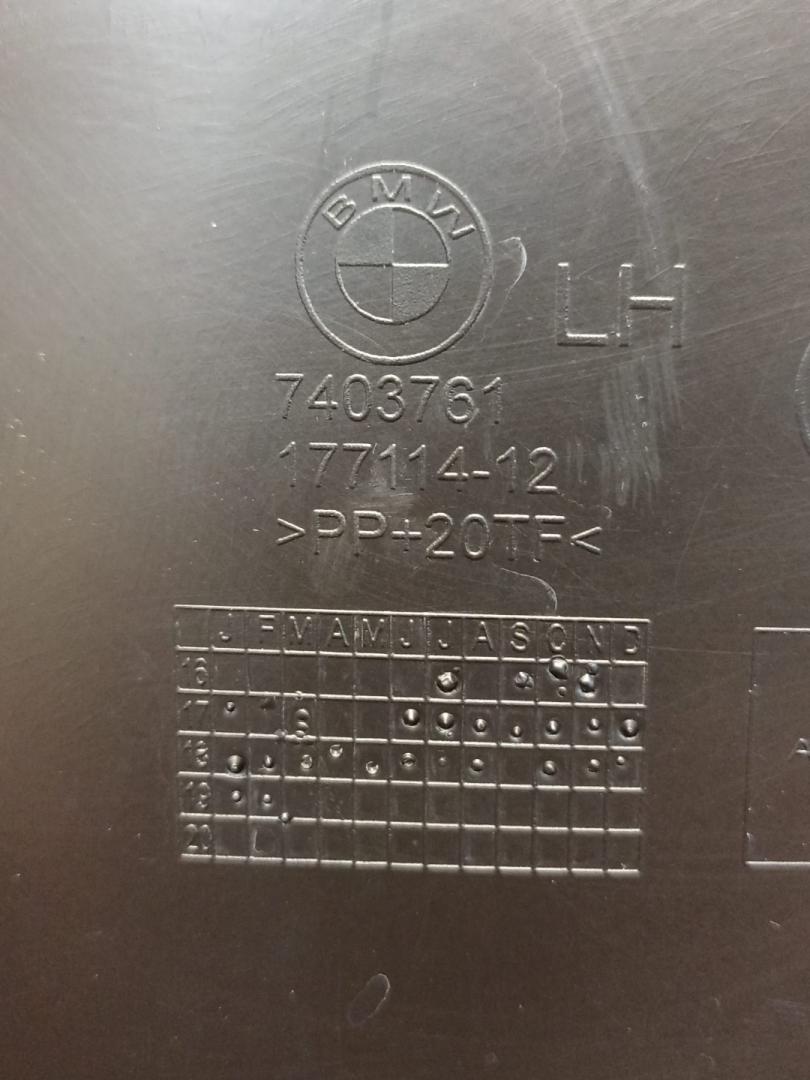 BMW
LH
7403761
177114-12
>PP+20TF<
J F M A M J J A S O N D
16
17
18
19
20
A